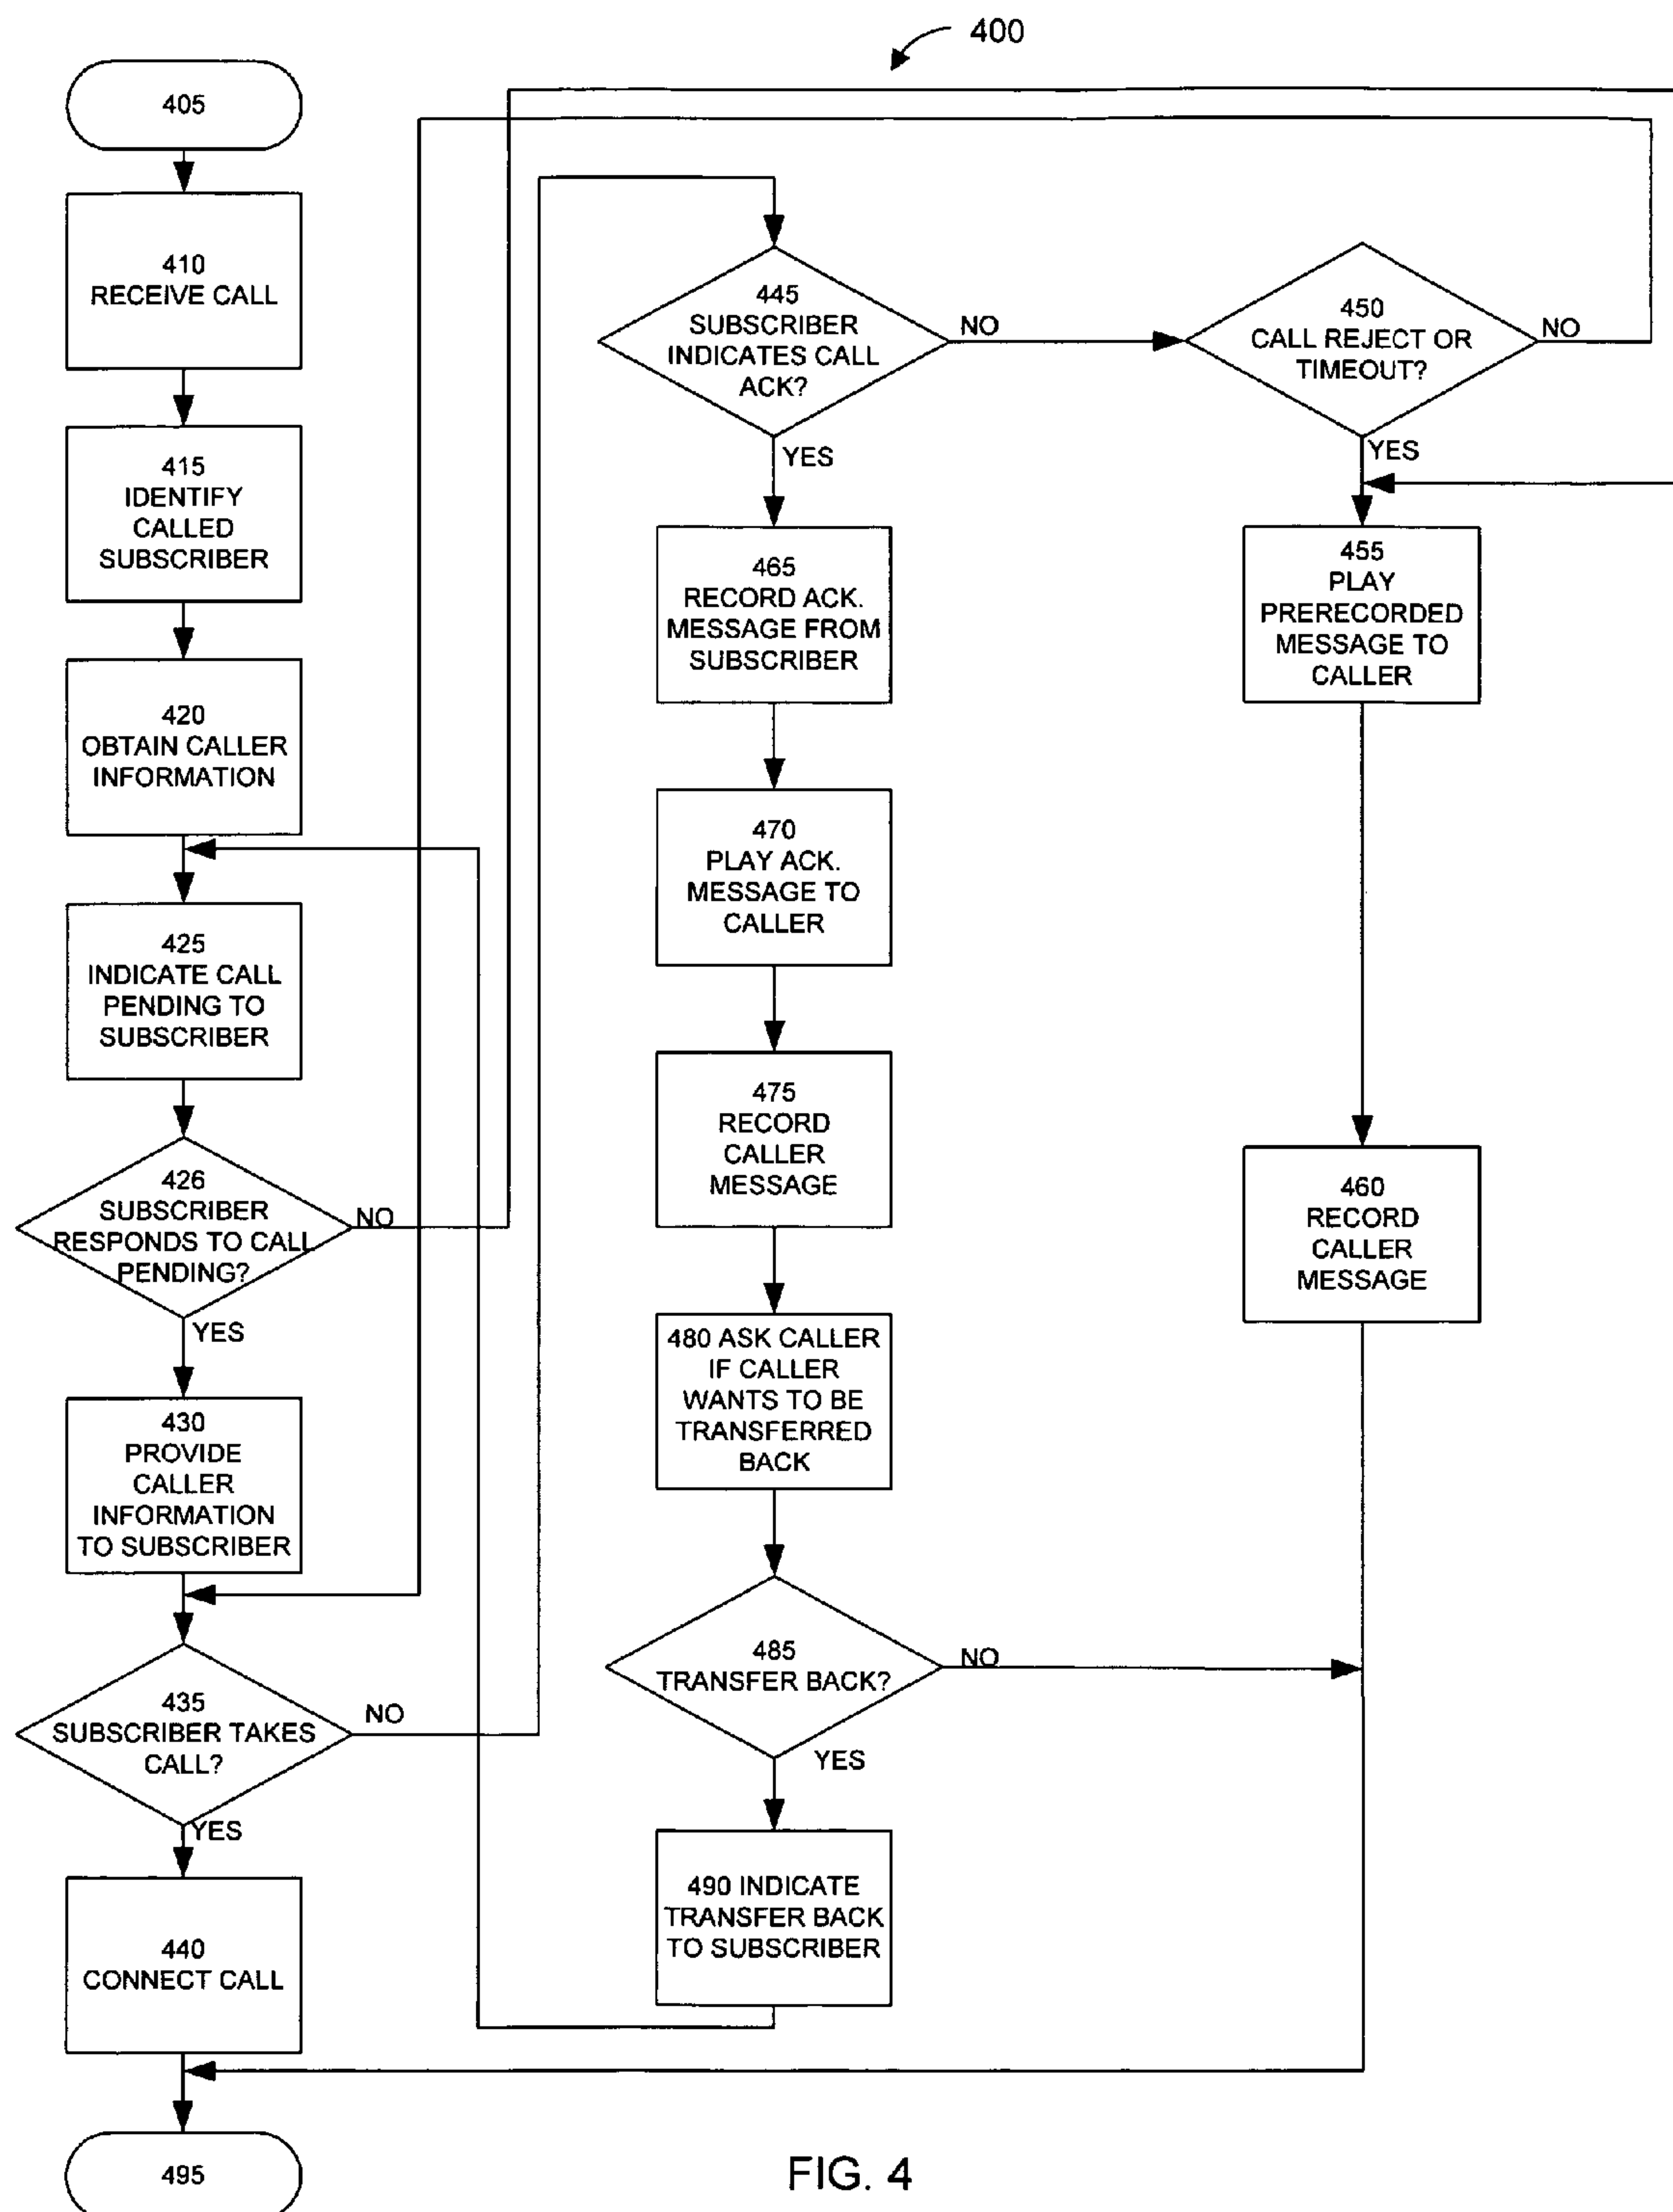 400
405
410
RECEIVE CALL
415
IDENTIFY
CALLED
SUBSCRIBER
420
OBTAIN CALLER
INFORMATION
425
INDICATE CALL
PENDING TO
SUBSCRIBER
426
SUBSCRIBER
RESPONDS TO CALL
PENDING?
NO
YES
430
PROVIDE
CALLER
INFORMATION
TO SUBSCRIBER
435
SUBSCRIBER TAKES
CALL?
NO
YES
440
CONNECT CALL
495
445
SUBSCRIBER
INDICATES CALL
ACK?
NO
YES
465
RECORD ACK.
MESSAGE FROM
SUBSCRIBER
470
PLAY ACK.
MESSAGE TO
CALLER
475
RECORD
CALLER
MESSAGE
480 ASK CALLER
IF CALLER
WANTS TO BE
TRANSFERRED
BACK
485
TRANSFER BACK?
NO
YES
490 INDICATE
TRANSFER BACK
TO SUBSCRIBER
450
CALL REJECT OR
TIMEOUT?
NO
YES
455
PLAY
PRERECORDED
MESSAGE TO
CALLER
460
RECORD
CALLER
MESSAGE
FIG. 4